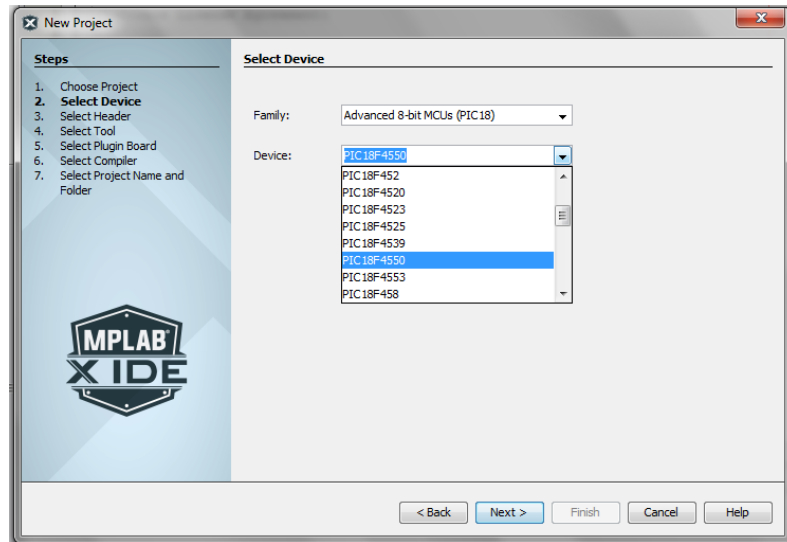 New Project
Steps
1. Choose Project
2. Select Device
3. Select Header
4. Select Tool
5. Select Plugin Board
6. Select Compiler
7. Select Project Name and
Folder
Select Device
Family: Advanced 8-bit MCUs (PIC18)
Device: PIC18F4550
PIC18F452
PIC18F4520
PIC18F4523
PIC18F4525
PIC18F4539
PIC18F4550
PIC18F4553
PIC18F458
MPLAB
X IDE
< Back Next > Finish Cancel Help